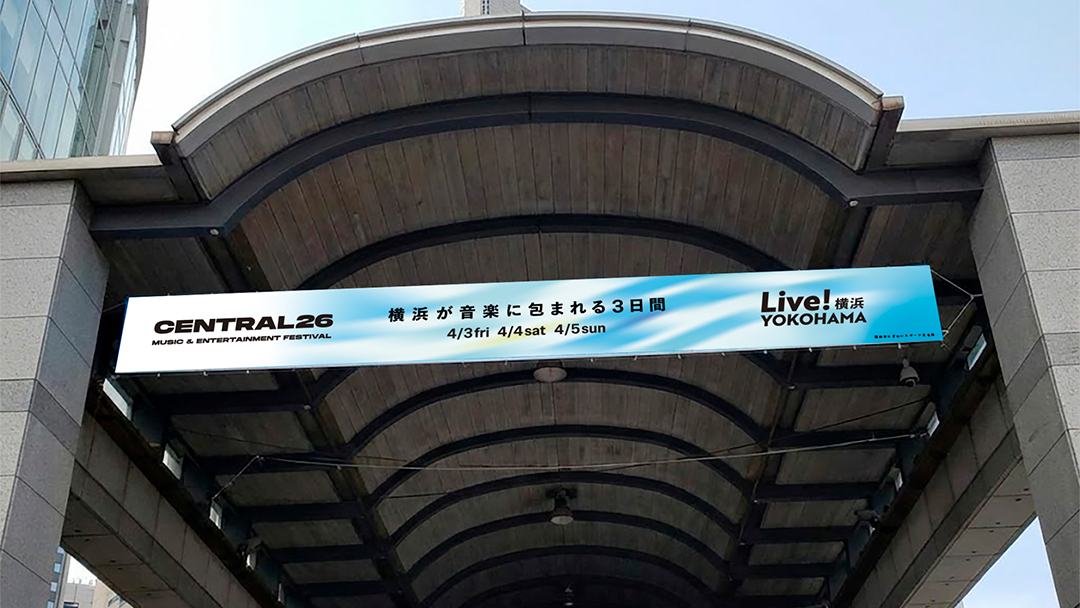 CENTRAL26
MUSIC & ENTERTAINMENT FESTIVAL
横浜が音楽に包まれる3日間
4/3fri 4/4sat 4/5sun
Live!横浜
YOKOHAMA